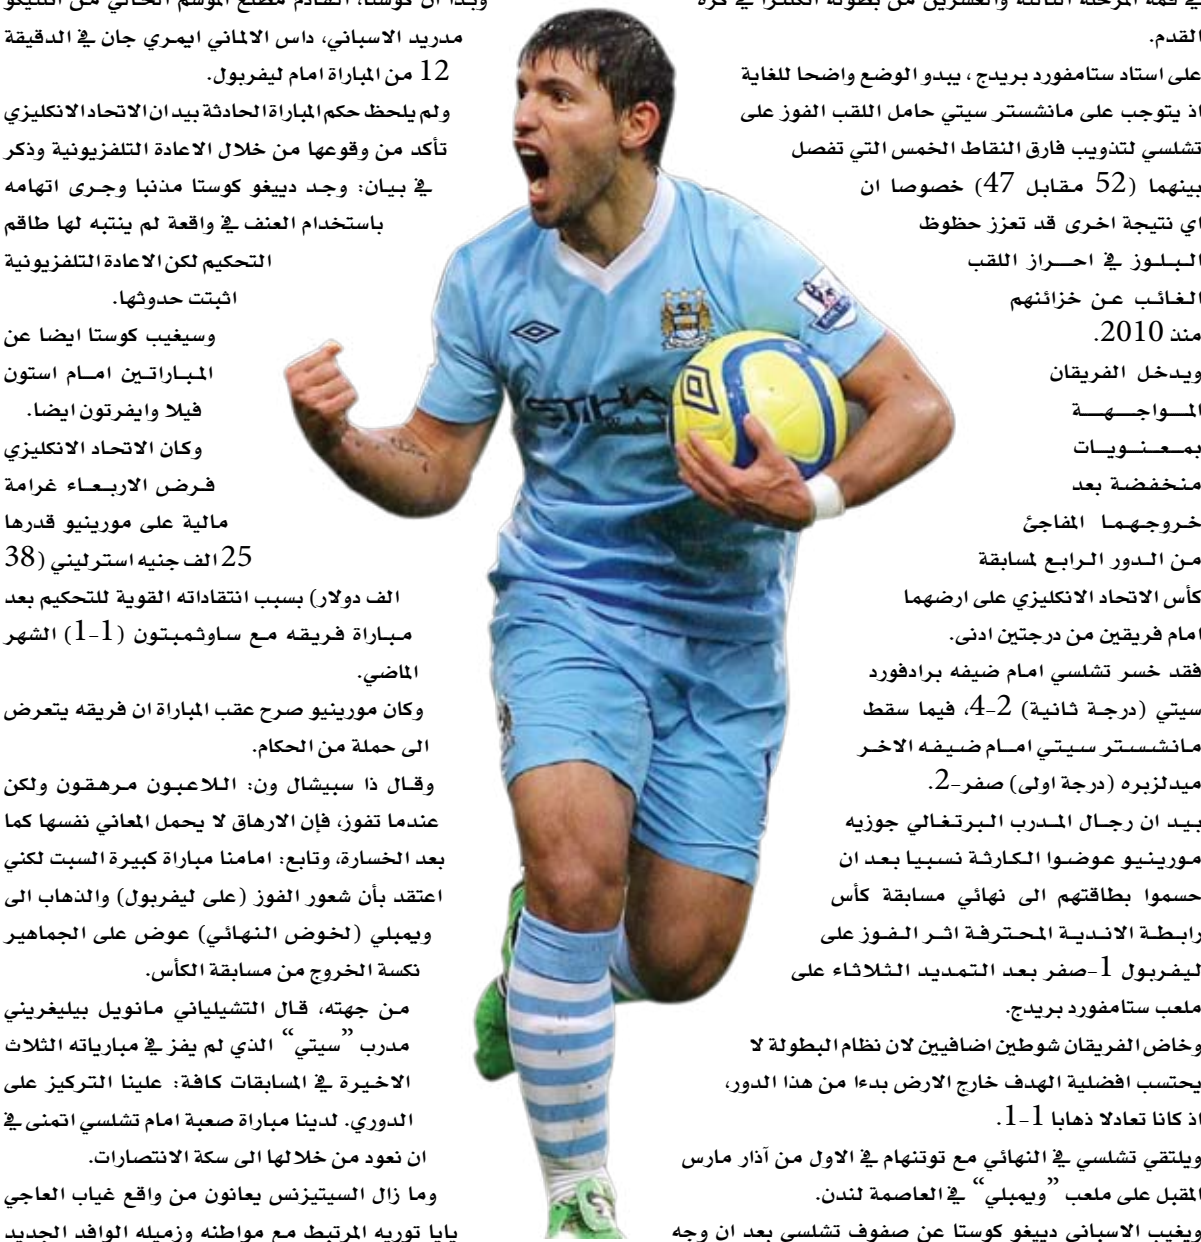 في قمة المرحلة الثالثة والعشرين من بطولة انكلترا في كرة
القدم.
على استاد ستامفورد بريدج ، يبدو الوضع واضحا للغاية
اذ يتوجب على مانشستر سيتي حامل اللقب الفوز على
تشلسي لتذويب فارق النقاط الخمس التي تفصل
بينهما (52 مقابل 47) خصوصا ان
اي نتيجة اخرى قد تعزز حظوظ
البلوز في احراز اللقب
الغائب عن خزائنهم
منذ 2010.
ويدخل الفريقان
المواجهة
بمعنويات
منخفضة بعد
خروجهما المفاجئ
من الدور الرابع لمسابقة
كأس الاتحاد الانكليزي على ارضهما
امام فريقين من درجتين ادنى.
فقد خسر تشلسي امام ضيفه برادفورد
سيتي (درجة ثانية) 2-4، فيما سقط
مانشستر سيتي امام ضيفه الاخر
ميدلزبره (درجة اولى) صفر-2.
بيد ان رجال المدرب البرتغالي جوزيه
مورينيو عوضوا الكارثة نسبيا بعد ان
حسموا بطاقتهم الى نهائي مسابقة كأس
رابطة الاندية المحترفة اثر الفوز على
ليفربول 1-صفر بعد التمديد الثلاثاء على
ملعب ستامفورد بريدج.
وخاض الفريقان شوطين اضافيين لان نظام البطولة لا
يحتسب افضلية الهدف خارج الارض بدءا من هذا الدور،
اذ كانا تعادلا ذهابا 1-1.
ويلتقي تشلسي في النهائي مع توتنهام في الاول من آذار مارس
المقبل على ملعب “ويمبلي” في العاصمة لندن.
ويغيب الاسباني دييغو كوستا عن صفوف تشلسي بعد ان وجه
وبدا ان كوستا، القادم مطلع الموسم الحالي من اتلتيكو
مدريد الاسباني، داس الالماني ايمري جان في الدقيقة
12 من المباراة امام ليفربول.
ولم يلحظ حكم المباراة الحادثة بيد ان الاتحاد الانكليزي
تأكد من وقوعها من خلال الاعادة التلفزيونية وذكر
في بيان: وجد دييغو كوستا مذنبا وجرى اتهامه
باستخدام العنف في واقعة لم ينتبه لها طاقم
التحكيم لكن الاعادة التلفزيونية
اثبتت حدوثها.
وسيغيب كوستا ايضا عن
المباراتين امام استون
فيلا وايفرتون ايضا.
وكان الاتحاد الانكليزي
فرض الاربعاء غرامة
مالية على مورينيو قدرها
25 الف جنيه استرليني (38
الف دولار) بسبب انتقاداته القوية للتحكيم بعد
مباراة فريقه مع ساوثمبتون (1-1) الشهر
الماضي.
وكان مورينيو صرح عقب المباراة ان فريقه يتعرض
الى حملة من الحكام.
وقال ذا سبيشال ون: اللاعبون مرهقون ولكن
عندما تفوز، فإن الارهاق لا يحمل المعاني نفسها كما
بعد الخسارة، وتابع: امامنا مباراة كبيرة السبت لكني
اعتقد بأن شعور الفوز (على ليفربول) والذهاب الى
ويمبلي (لخوض النهائي) عوض على الجماهير
نكسة الخروج من مسابقة الكأس.
من جهته، قال التشيلياني مانويل بيليغريني
مدرب “سيتي” الذي لم يفز في مبارياته الثلاث
الاخيرة في المسابقات كافة: علينا التركيز على
الدوري. لدينا مباراة صعبة امام تشلسي اتمنى في
ان نعود من خلالها الى سكة الانتصارات.
وما زال السيتيزنس يعانون من واقع غياب العاجي
يايا توريه المرتبط مع مواطنه وزميله الوافد الجديد